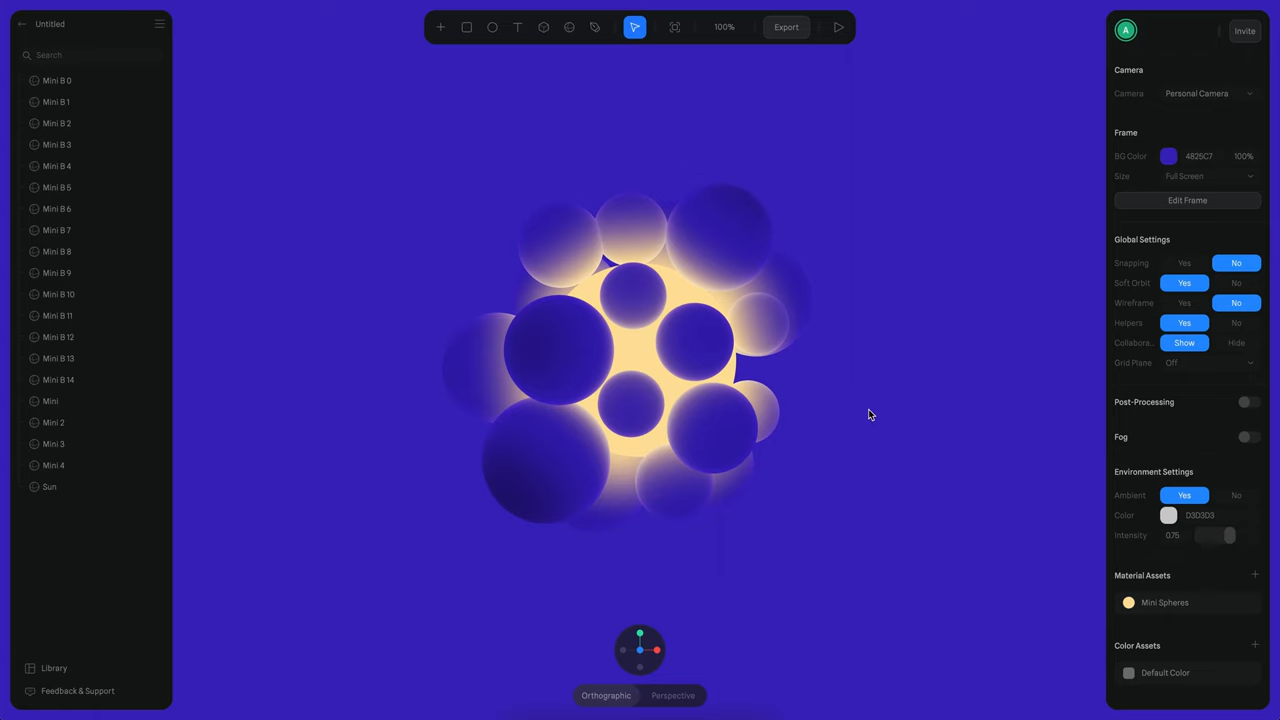 Untitled
Search
Mini B 0
Mini B 1
Mini B 2
Mini B 3
Mini B 4
Mini B 5
Mini B 6
Mini B 7
Mini B 8
Mini B 9
Mini B 10
Mini B 11
Mini B 12
Mini B 13
Mini B 14
Mini
Mini 2
Mini 3
Mini 4
Sun
Library
Feedback & Support
T
100%
Export
Orthographic
Perspective
A
Invite
Camera
Camera Personal Camera
Frame
BG Color 4825C7 100%
Size Full Screen
Edit Frame
Global Settings
Snapping Yes No
Soft Orbit Yes No
Wireframe Yes No
Helpers Yes No
Collabora... Show Hide
Grid Plane Off
Post-Processing
Fog
Environment Settings
Ambient Yes No
Color D3D3D3
Intensity 0.75
Material Assets
Mini Spheres
Color Assets
Default Color